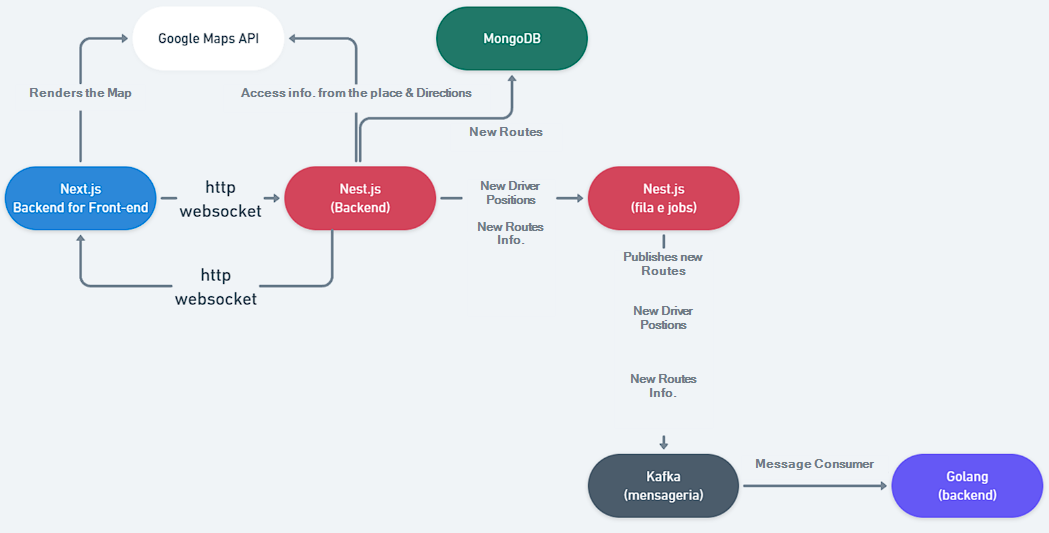 Google Maps API
MongoDB
Renders the Map
Access info. from the place & Directions
New Routes
Next.js
Backend for Front-end
http
websocket
Nest.js
(Backend)
New Driver
Positions
New Routes
Info.
Nest.js
(fila e jobs)
http
websocket
Publishes new
Routes
New Driver
Postions
New Routes
Info.
Kafka
(mensageria)
Message Consumer
Golang
(backend)